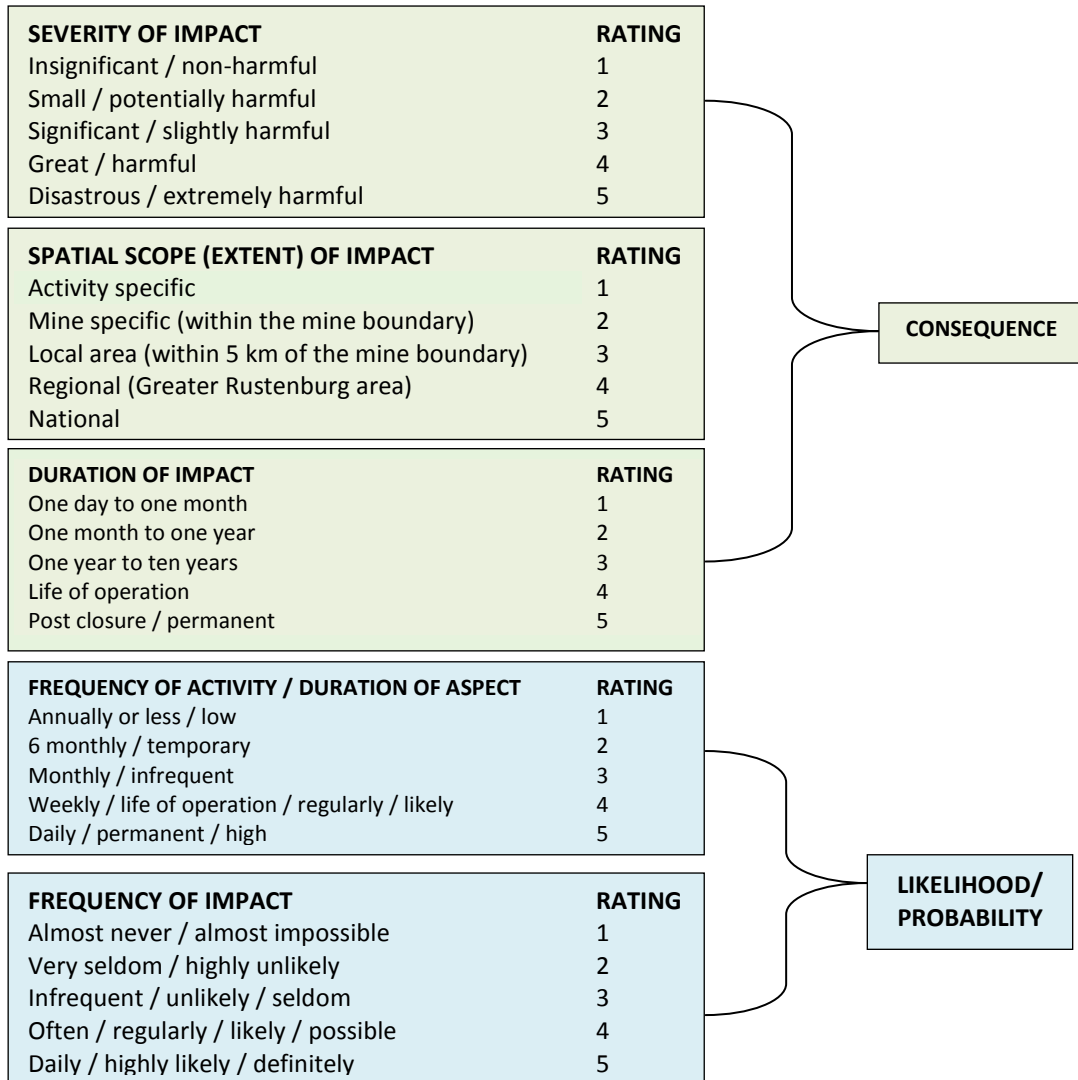 SEVERITY OF IMPACT RATING
Insignificant / non-harmful 1
Small / potentially harmful 2
Significant / slightly harmful 3
Great / harmful 4
Disastrous / extremely harmful 5
SPATIAL SCOPE (EXTENT) OF IMPACT RATING
Activity specific 1
Mine specific (within the mine boundary) 2
Local area (within 5 km of the mine boundary) 3
Regional (Greater Rustenburg area) 4
National 5
CONSEQUENCE
DURATION OF IMPACT RATING
One day to one month 1
One month to one year 2
One year to ten years 3
Life of operation 4
Post closure / permanent 5
FREQUENCY OF ACTIVITY / DURATION OF ASPECT RATING
Annually or less / low 1
6 monthly / temporary 2
Monthly / infrequent 3
Weekly / life of operation / regularly / likely 4
Daily / permanent / high 5
FREQUENCY OF IMPACT RATING
Almost never / almost impossible 1
Very seldom / highly unlikely 2
Infrequent / unlikely / seldom 3
Often / regularly / likely / possible 4
Daily / highly likely / definitely 5
LIKELIHOOD/
PROBABILITY